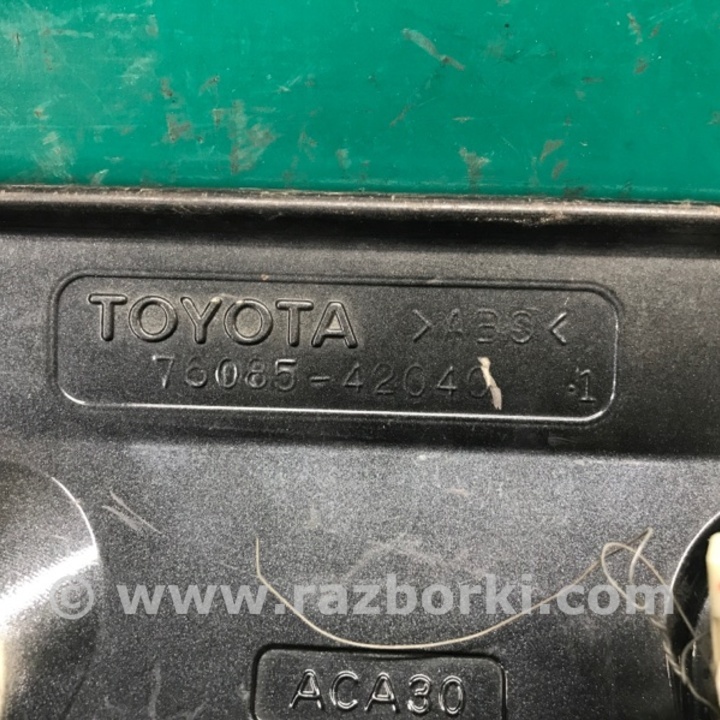 TOYOTA >ABS<
76085-42040 ·1
© www.razborki.com
ACA30